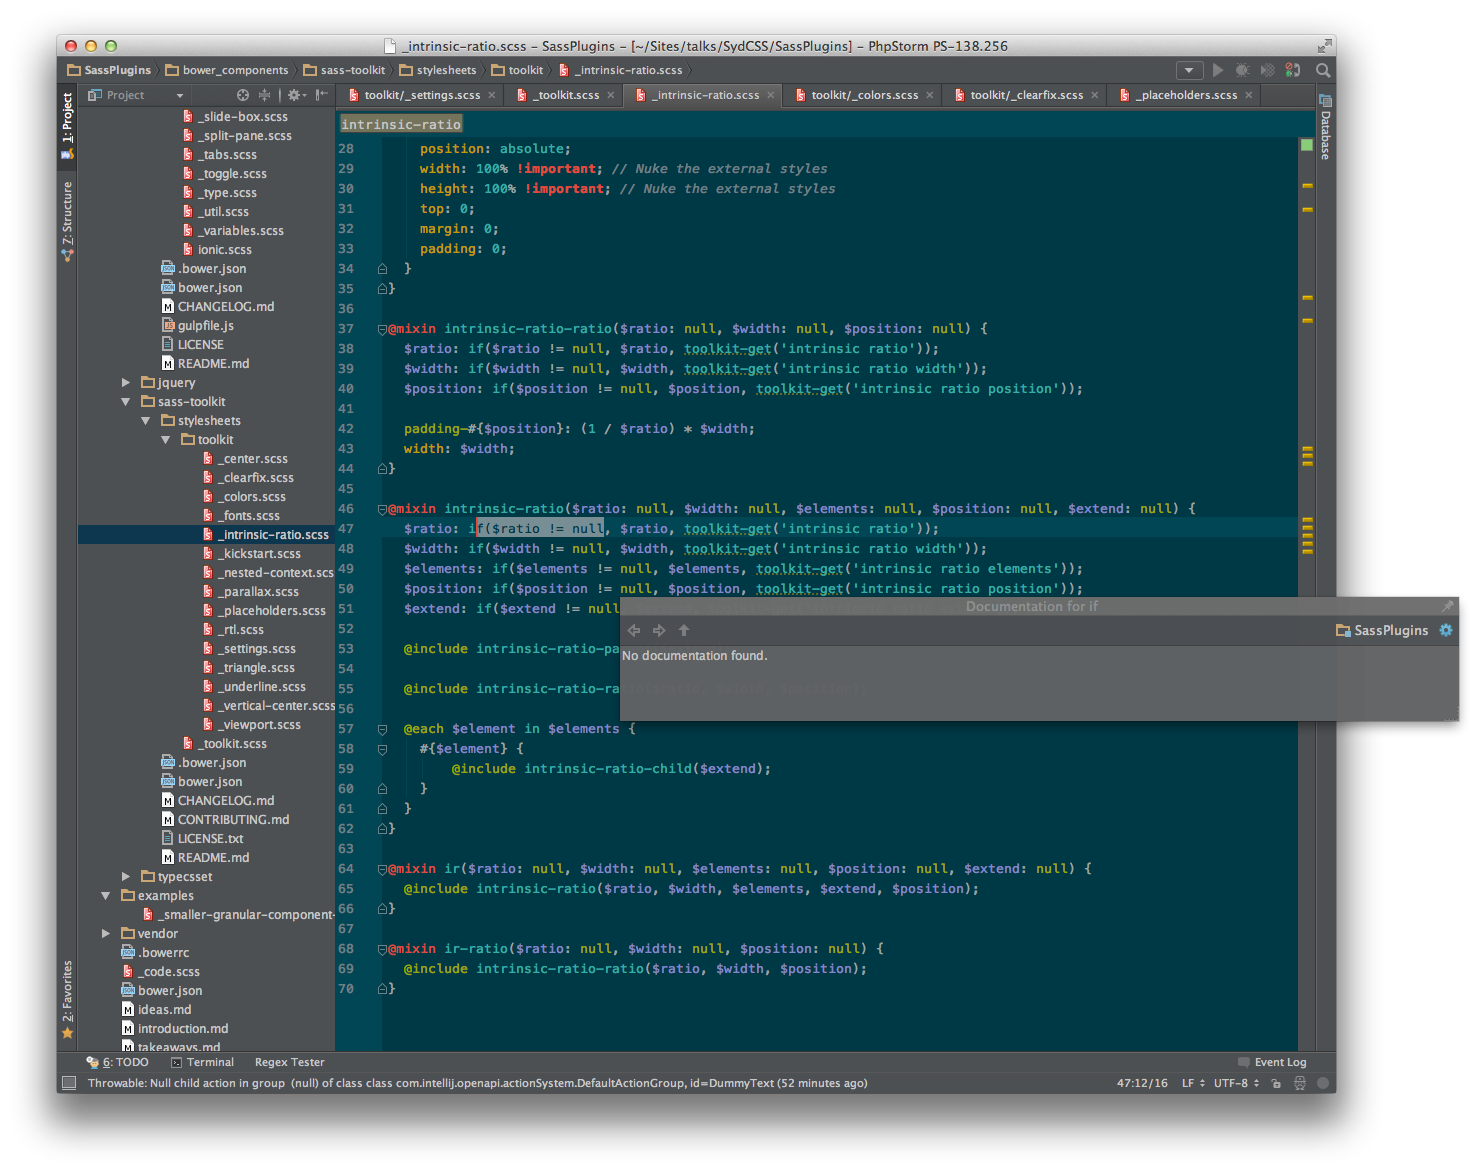 _intrinsic-ratio.scss – SassPlugins – [~/Sites/talks/SydCSS/SassPlugins] – PhpStorm PS-138.256
SassPlugins bower_components sass-toolkit stylesheets toolkit _intrinsic-ratio.scss
1: Project
7: Structure
2: Favorites
Project
toolkit/_settings.scss _toolkit.scss _intrinsic-ratio.scss toolkit/_colors.scss toolkit/_clearfix.scss _placeholders.scss
Database
_slide-box.scss
_split-pane.scss
_tabs.scss
_toggle.scss
_type.scss
_util.scss
_variables.scss
ionic.scss
.bower.json
bower.json
CHANGELOG.md
gulpfile.js
LICENSE
README.md
jquery
sass-toolkit
stylesheets
toolkit
_center.scss
_clearfix.scss
_colors.scss
_fonts.scss
_intrinsic-ratio.scss
_kickstart.scss
_nested-context.scs
_parallax.scss
_placeholders.scss
_rtl.scss
_settings.scss
_triangle.scss
_underline.scss
_vertical-center.scss
_viewport.scss
_toolkit.scss
.bower.json
bower.json
CHANGELOG.md
CONTRIBUTING.md
LICENSE.txt
README.md
typecsset
examples
_smaller-granular-component-
vendor
.bowerrc
_code.scss
bower.json
ideas.md
introduction.md
takeaways.md
intrinsic-ratio
28 position: absolute;
29 width: 100% !important; // Nuke the external styles
30 height: 100% !important; // Nuke the external styles
31 top: 0;
32 margin: 0;
33 padding: 0;
34 }
35 }
36
37 @mixin intrinsic-ratio-ratio($ratio: null, $width: null, $position: null) {
38 $ratio: if($ratio != null, $ratio, toolkit-get('intrinsic ratio'));
39 $width: if($width != null, $width, toolkit-get('intrinsic ratio width'));
40 $position: if($position != null, $position, toolkit-get('intrinsic ratio position'));
41
42 padding-#{$position}: (1 / $ratio) * $width;
43 width: $width;
44 }
45
46 @mixin intrinsic-ratio($ratio: null, $width: null, $elements: null, $position: null, $extend: null) {
47 $ratio: if($ratio != null, $ratio, toolkit-get('intrinsic ratio'));
48 $width: if($width != null, $width, toolkit-get('intrinsic ratio width'));
49 $elements: if($elements != null, $elements, toolkit-get('intrinsic ratio elements'));
50 $position: if($position != null, $position, toolkit-get('intrinsic ratio position'));
51 $extend: if($extend != null
52
53 @include intrinsic-ratio-pa
54
55 @include intrinsic-ratio-ra
56
57 @each $element in $elements {
58 #{$element} {
59 @include intrinsic-ratio-child($extend);
60 }
61 }
62 }
63
64 @mixin ir($ratio: null, $width: null, $elements: null, $position: null, $extend: null) {
65 @include intrinsic-ratio($ratio, $width, $elements, $extend, $position);
66 }
67
68 @mixin ir-ratio($ratio: null, $width: null, $position: null) {
69 @include intrinsic-ratio-ratio($ratio, $width, $position);
70 }
Documentation for if
SassPlugins
No documentation found.
6: TODO Terminal Regex Tester Event Log
Throwable: Null child action in group (null) of class class com.intellij.openapi.actionSystem.DefaultActionGroup, id=DummyText (52 minutes ago) 47:12/16 LF UTF-8